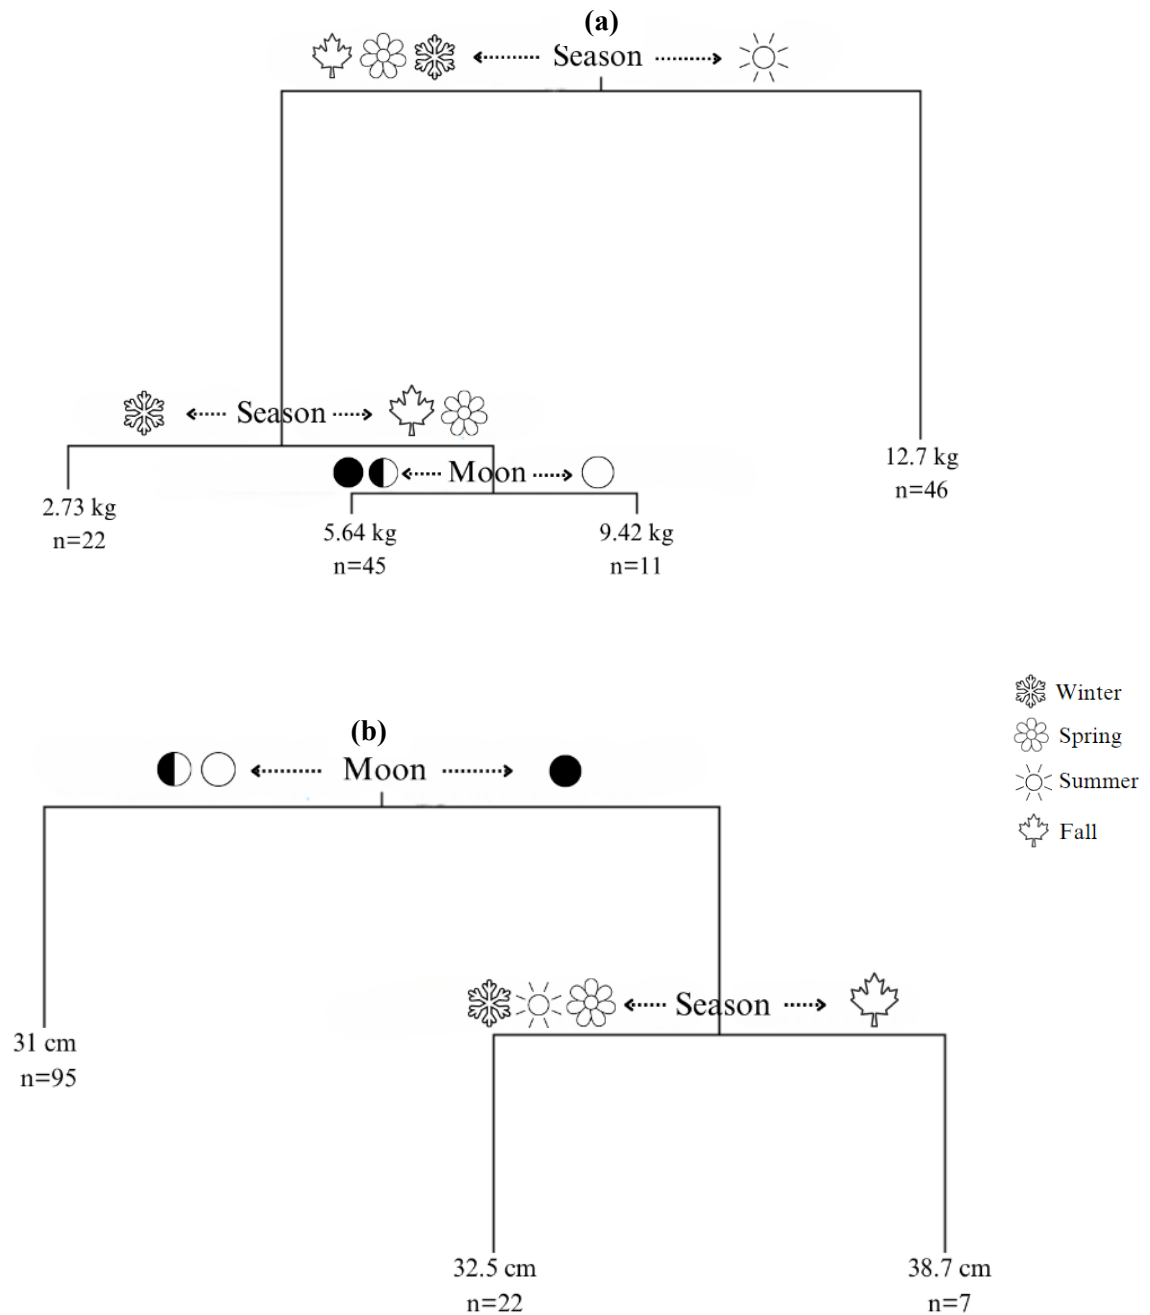 (a)
Season
Season
Moon
12.7 kg
n=46
2.73 kg
n=22
5.64 kg
n=45
9.42 kg
n=11
Winter
Spring
Summer
Fall
(b)
Moon
Season
31 cm
n=95
32.5 cm
n=22
38.7 cm
n=7